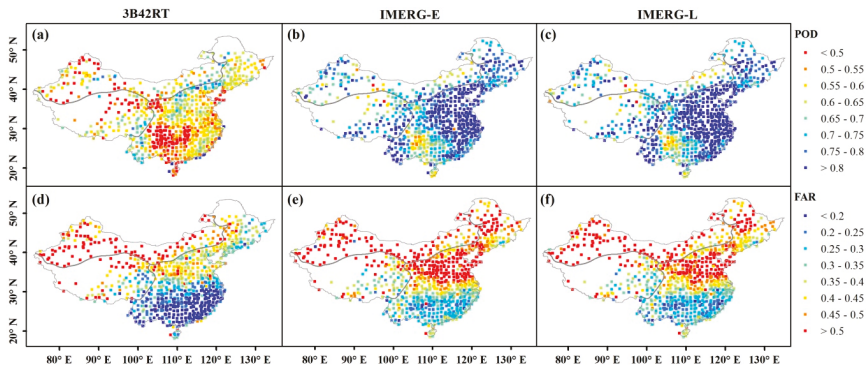 3B42RT IMERG-E IMERG-L
(a) (b) (c)
50° N
40° N
30° N
20° N
POD
< 0.5
0.5 - 0.55
0.55 - 0.6
0.6 - 0.65
0.65 - 0.7
0.7 - 0.75
0.75 - 0.8
> 0.8
(d) (e) (f)
50° N
40° N
30° N
20° N
FAR
< 0.2
0.2 - 0.25
0.25 - 0.3
0.3 - 0.35
0.35 - 0.4
0.4 - 0.45
0.45 - 0.5
> 0.5
80° E 90° E 100° E 110° E 120° E 130° E 80° E 90° E 100° E 110° E 120° E 130° E 80° E 90° E 100° E 110° E 120° E 130° E